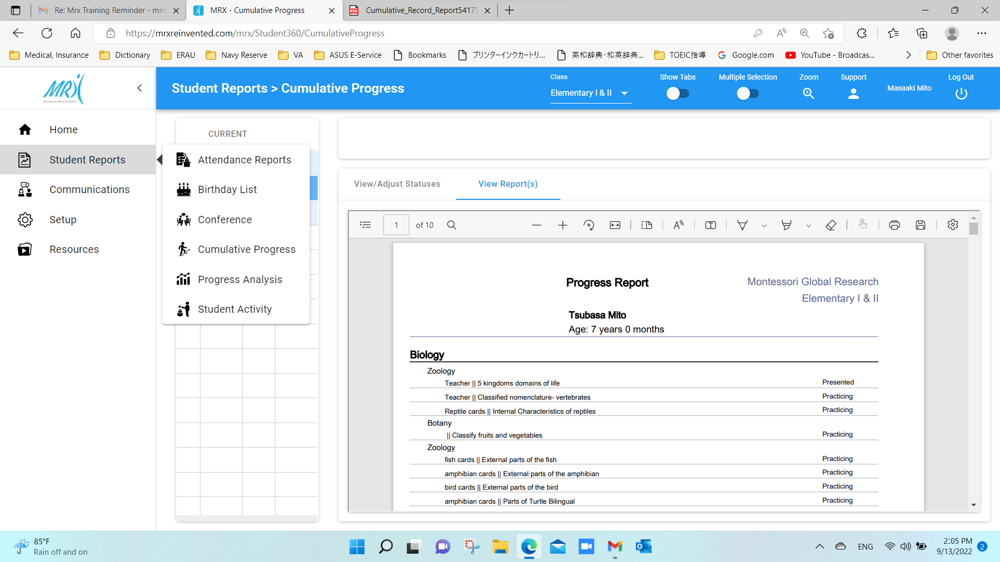 Re: Mrx Training Reminder - mm
MRX - Cumulative Progress
Cumulative_Record_Report54175
https://mrxreinvented.com/mrx/Student360/CumulativeProgress
Medical, Insurance
Dictionary
ERAU
Navy Reserve
VA
ASUS E-Service
Bookmarks
プリンターインクカートリ...
英和辞典・和英辞典...
TOEIC指導
Google.com
YouTube - Broadcas...
Other favorites
MRX
Montessori Records Xpress
Student Reports > Cumulative Progress
Class
Elementary I & II
Show Tabs
Multiple Selection
Zoom
Support
Masaaki Mito
Log Out
Home
Student Reports
Communications
Setup
Resources
CURRENT
Attendance Reports
Birthday List
Conference
Cumulative Progress
Progress Analysis
Student Activity
View/Adjust Statuses
View Report(s)
1 of 10
Progress Report
Montessori Global Research
Elementary I & II
Tsubasa Mito
Age: 7 years 0 months
Biology
Zoology
Teacher || 5 kingdoms domains of life Presented
Teacher || Classified nomenclature- vertebrates Practicing
Reptile cards || Internal Characteristics of reptiles Practicing
Botany
|| Classify fruits and vegetables Practicing
Zoology
fish cards || External parts of the fish Practicing
amphibian cards || External parts of the amphibian Practicing
bird cards || External parts of the bird Practicing
amphibian cards || Parts of Turtle Bilingual Practicing
85°F
Rain off and on
ENG
2:05 PM
9/13/2022
2